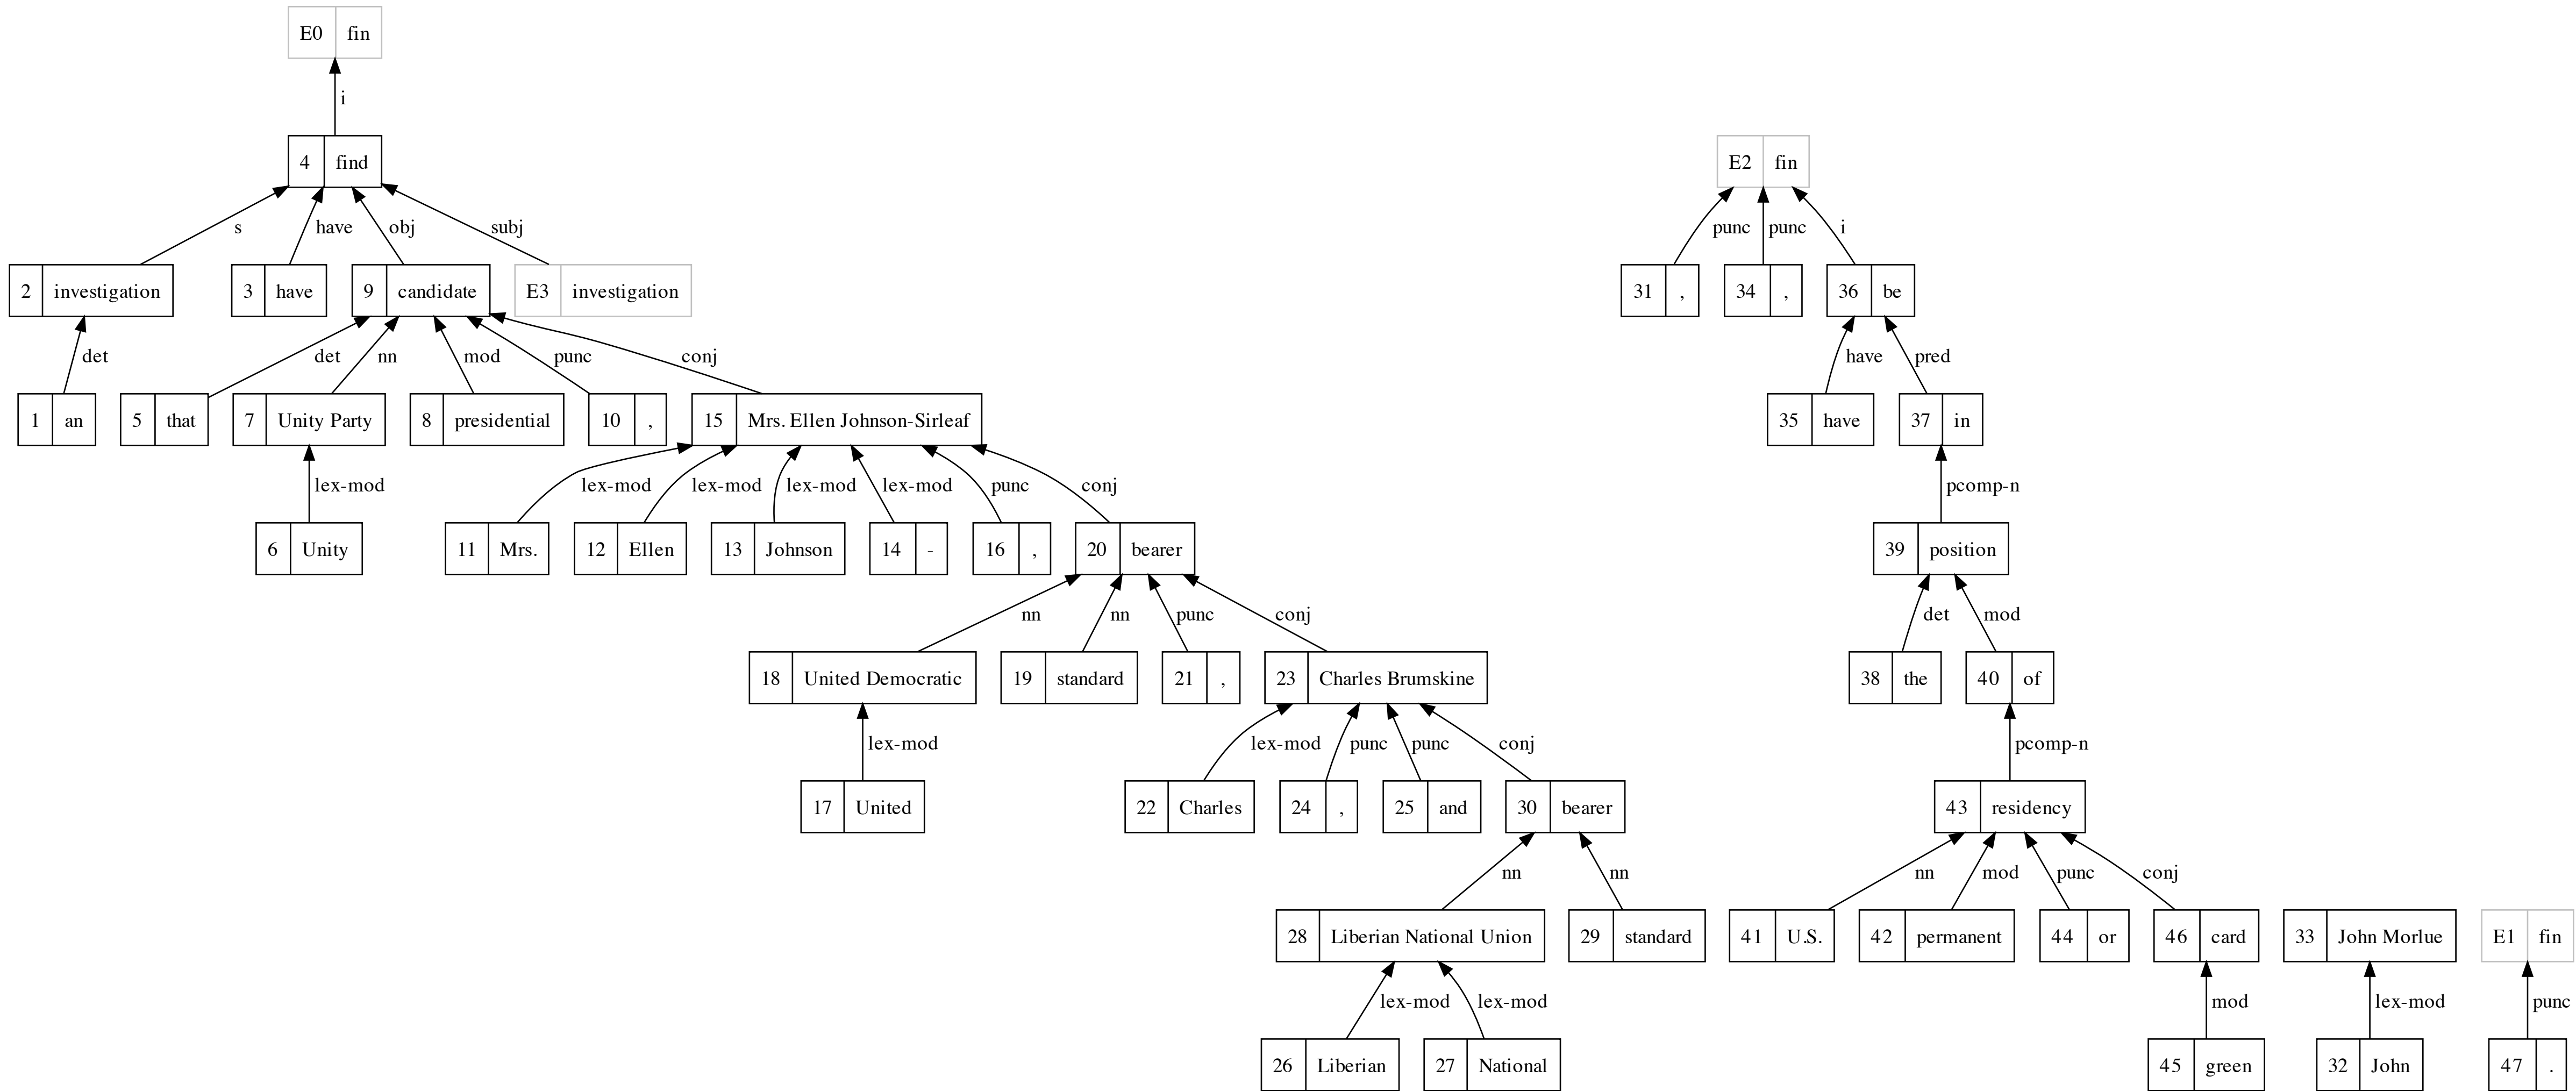 E0 fin
i
4 find E2 fin
s have obj subj punc punc i
2 investigation 3 have 9 candidate E3 investigation 31 , 34 , 36 be
det det nn mod punc conj have pred
1 an 5 that 7 Unity Party 8 presidential 10 , 15 Mrs. Ellen Johnson-Sirleaf 35 have 37 in
lex-mod lex-mod lex-mod lex-mod lex-mod punc conj pcomp-n
6 Unity 11 Mrs. 12 Ellen 13 Johnson 14 - 16 , 20 bearer 39 position
nn nn punc conj det mod
18 United Democratic 19 standard 21 , 23 Charles Brumskine 38 the 40 of
lex-mod lex-mod punc punc conj pcomp-n
17 United 22 Charles 24 , 25 and 30 bearer 43 residency
nn nn nn mod punc conj
28 Liberian National Union 29 standard 41 U.S. 42 permanent 44 or 46 card 33 John Morlue E1 fin
lex-mod lex-mod mod lex-mod punc
26 Liberian 27 National 45 green 32 John 47 .